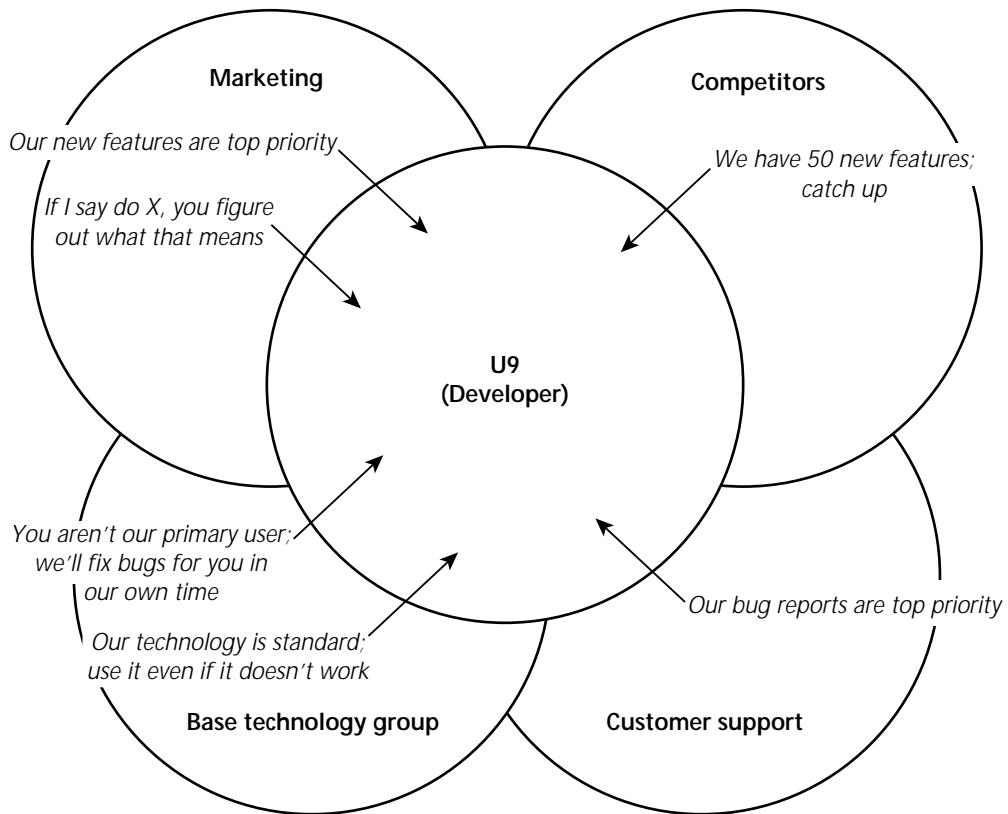 Marketing
Competitors
Our new features are top priority
We have 50 new features;
catch up
If I say do X, you figure
out what that means
U9
(Developer)
You aren't our primary user;
we'll fix bugs for you in
our own time
Our bug reports are top priority
Our technology is standard;
use it even if it doesn't work
Base technology group
Customer support